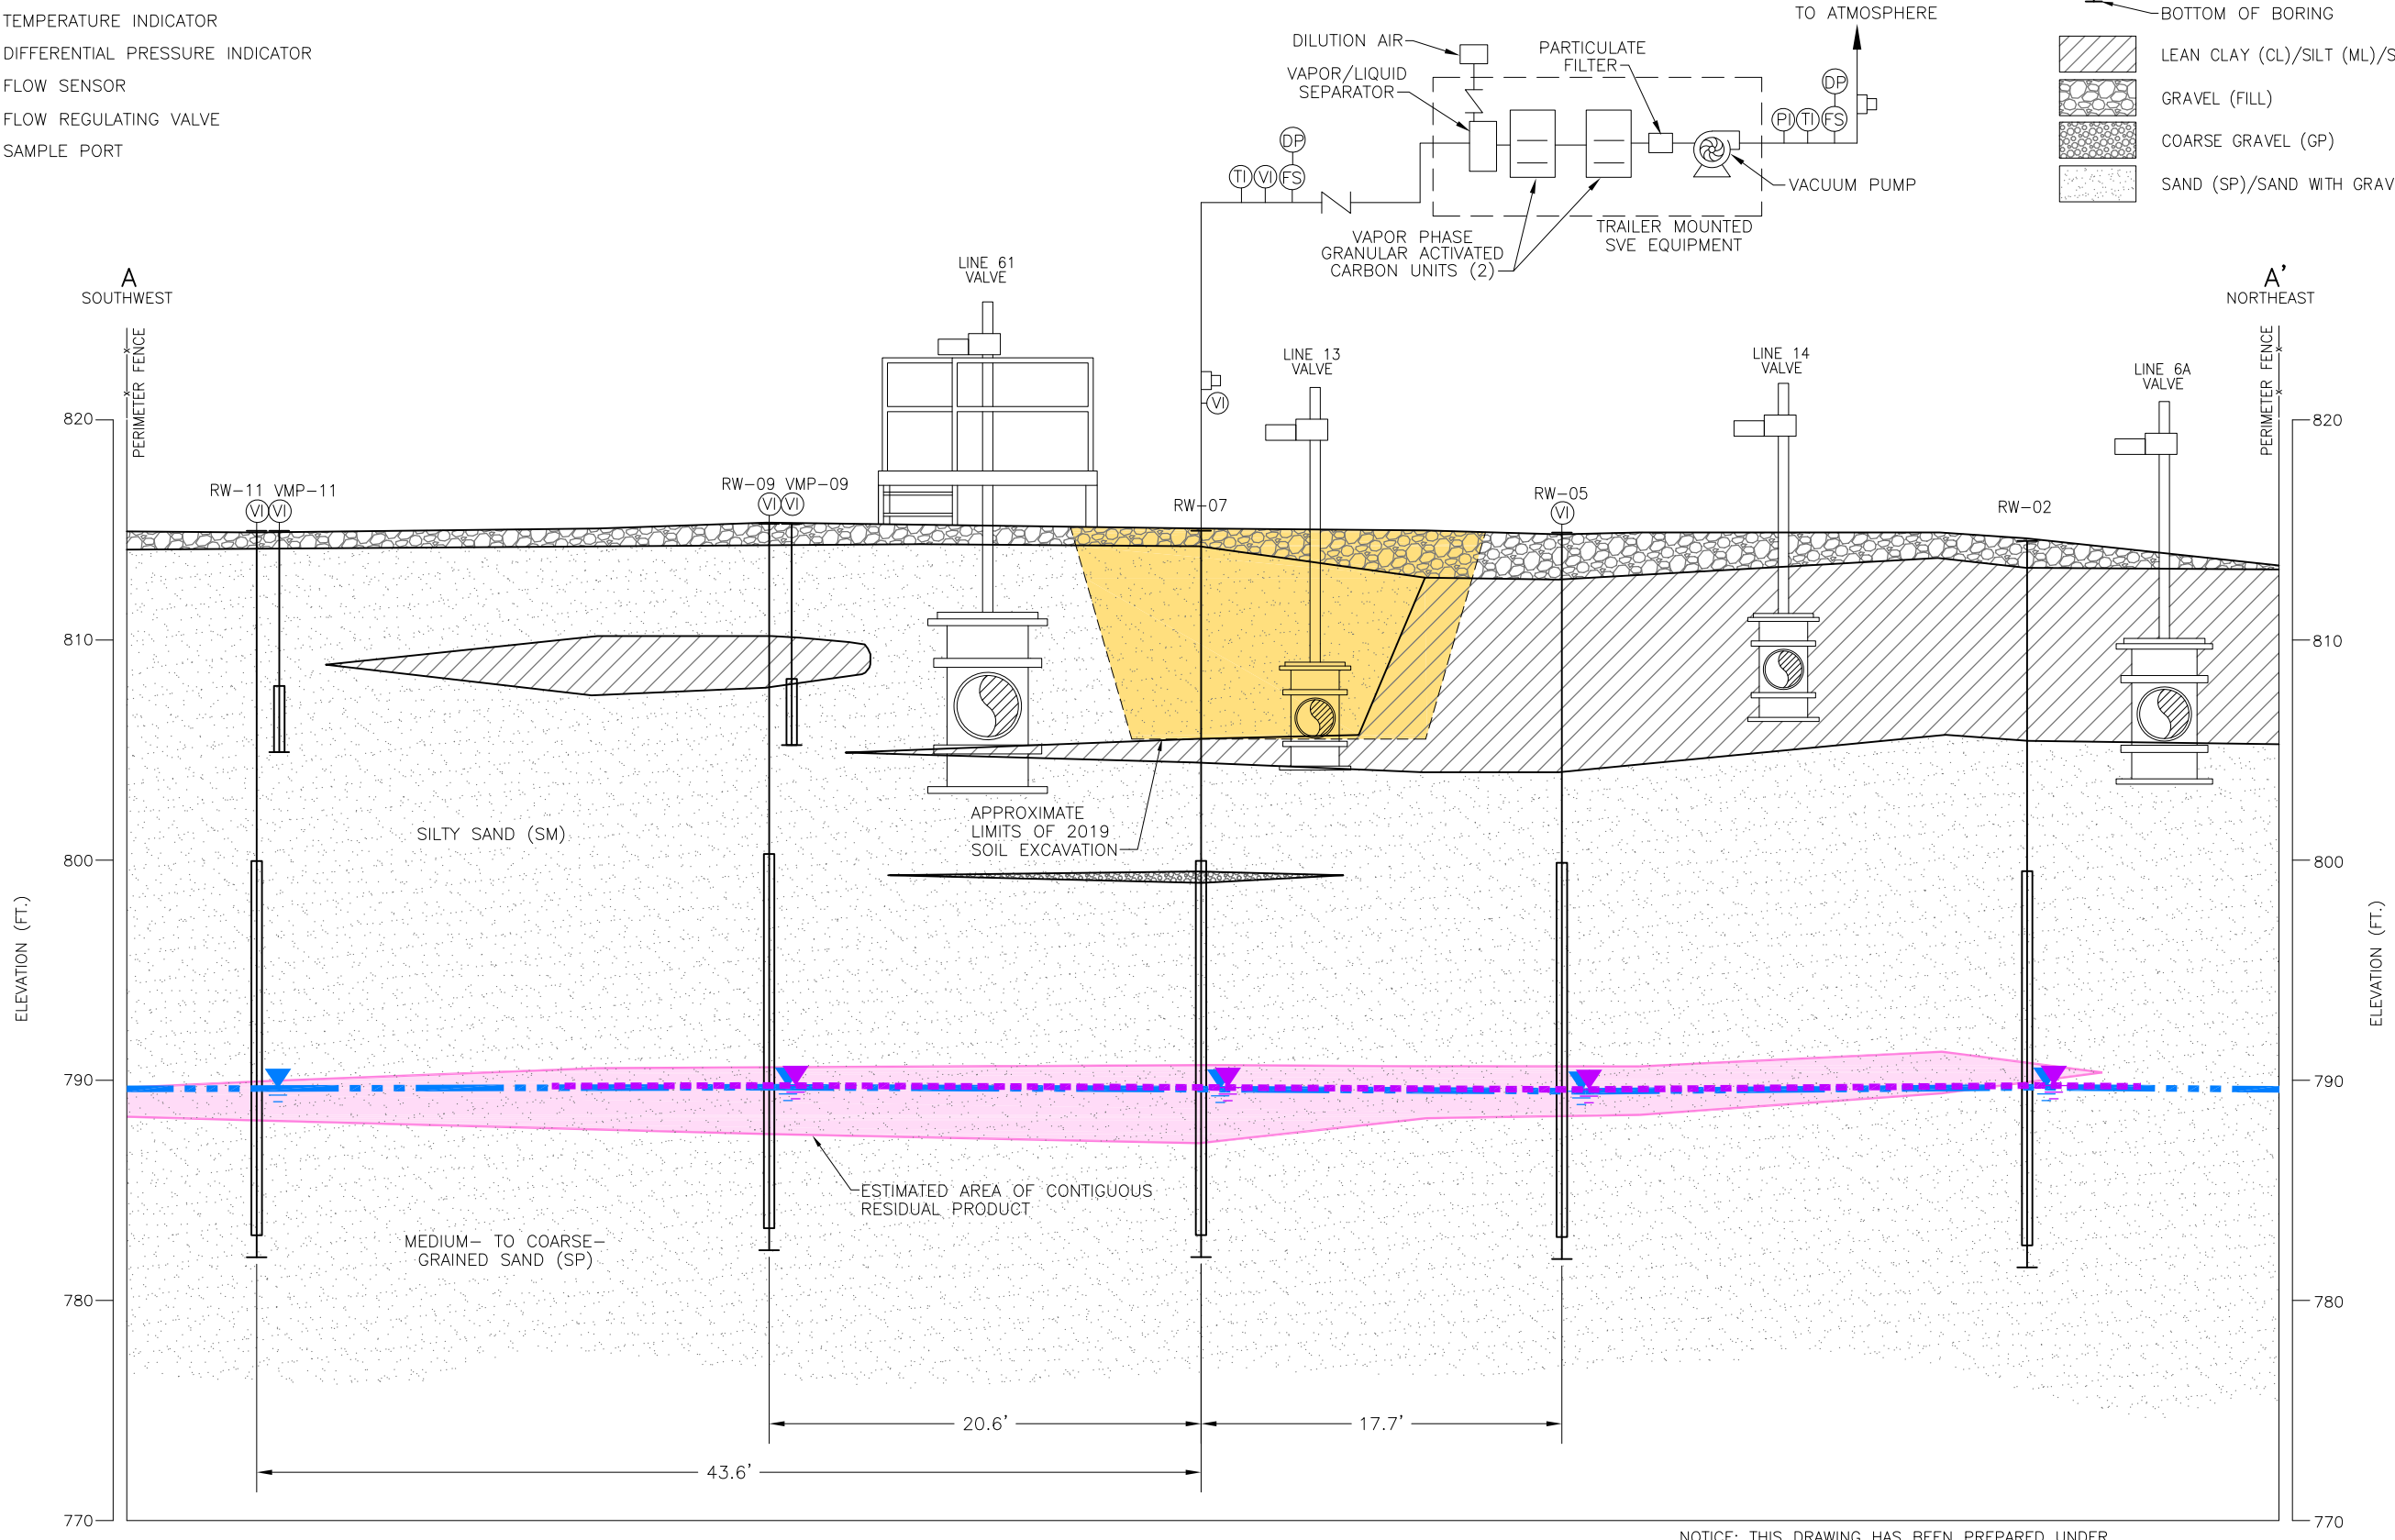 TEMPERATURE INDICATOR
DIFFERENTIAL PRESSURE INDICATOR
FLOW SENSOR
FLOW REGULATING VALVE
SAMPLE PORT
TO ATMOSPHERE
DILUTION AIR
VAPOR/LIQUID
SEPARATOR
PARTICULATE
FILTER
DP
FS
TI
VI
DP
FS
PI
TI
VACUUM PUMP
TRAILER MOUNTED
SVE EQUIPMENT
VAPOR PHASE
GRANULAR ACTIVATED
CARBON UNITS (2)
BOTTOM OF BORING
LEAN CLAY (CL)/SILT (ML)/S
GRAVEL (FILL)
COARSE GRAVEL (GP)
SAND (SP)/SAND WITH GRAV
A
SOUTHWEST
A'
NORTHEAST
PERIMETER FENCE
PERIMETER FENCE
LINE 61
VALVE
LINE 13
VALVE
LINE 14
VALVE
LINE 6A
VALVE
VI
RW-11 VMP-11
VI VI
RW-09 VMP-09
VI VI
RW-07
RW-05
VI
RW-02
820
810
800
790
780
770
ELEVATION (FT.)
820
810
800
790
780
770
ELEVATION (FT.)
SILTY SAND (SM)
APPROXIMATE
LIMITS OF 2019
SOIL EXCAVATION
ESTIMATED AREA OF CONTIGUOUS
RESIDUAL PRODUCT
MEDIUM- TO COARSE-
GRAINED SAND (SP)
20.6'
17.7'
43.6'
NOTICE: THIS DRAWING HAS BEEN PREPARED UNDER